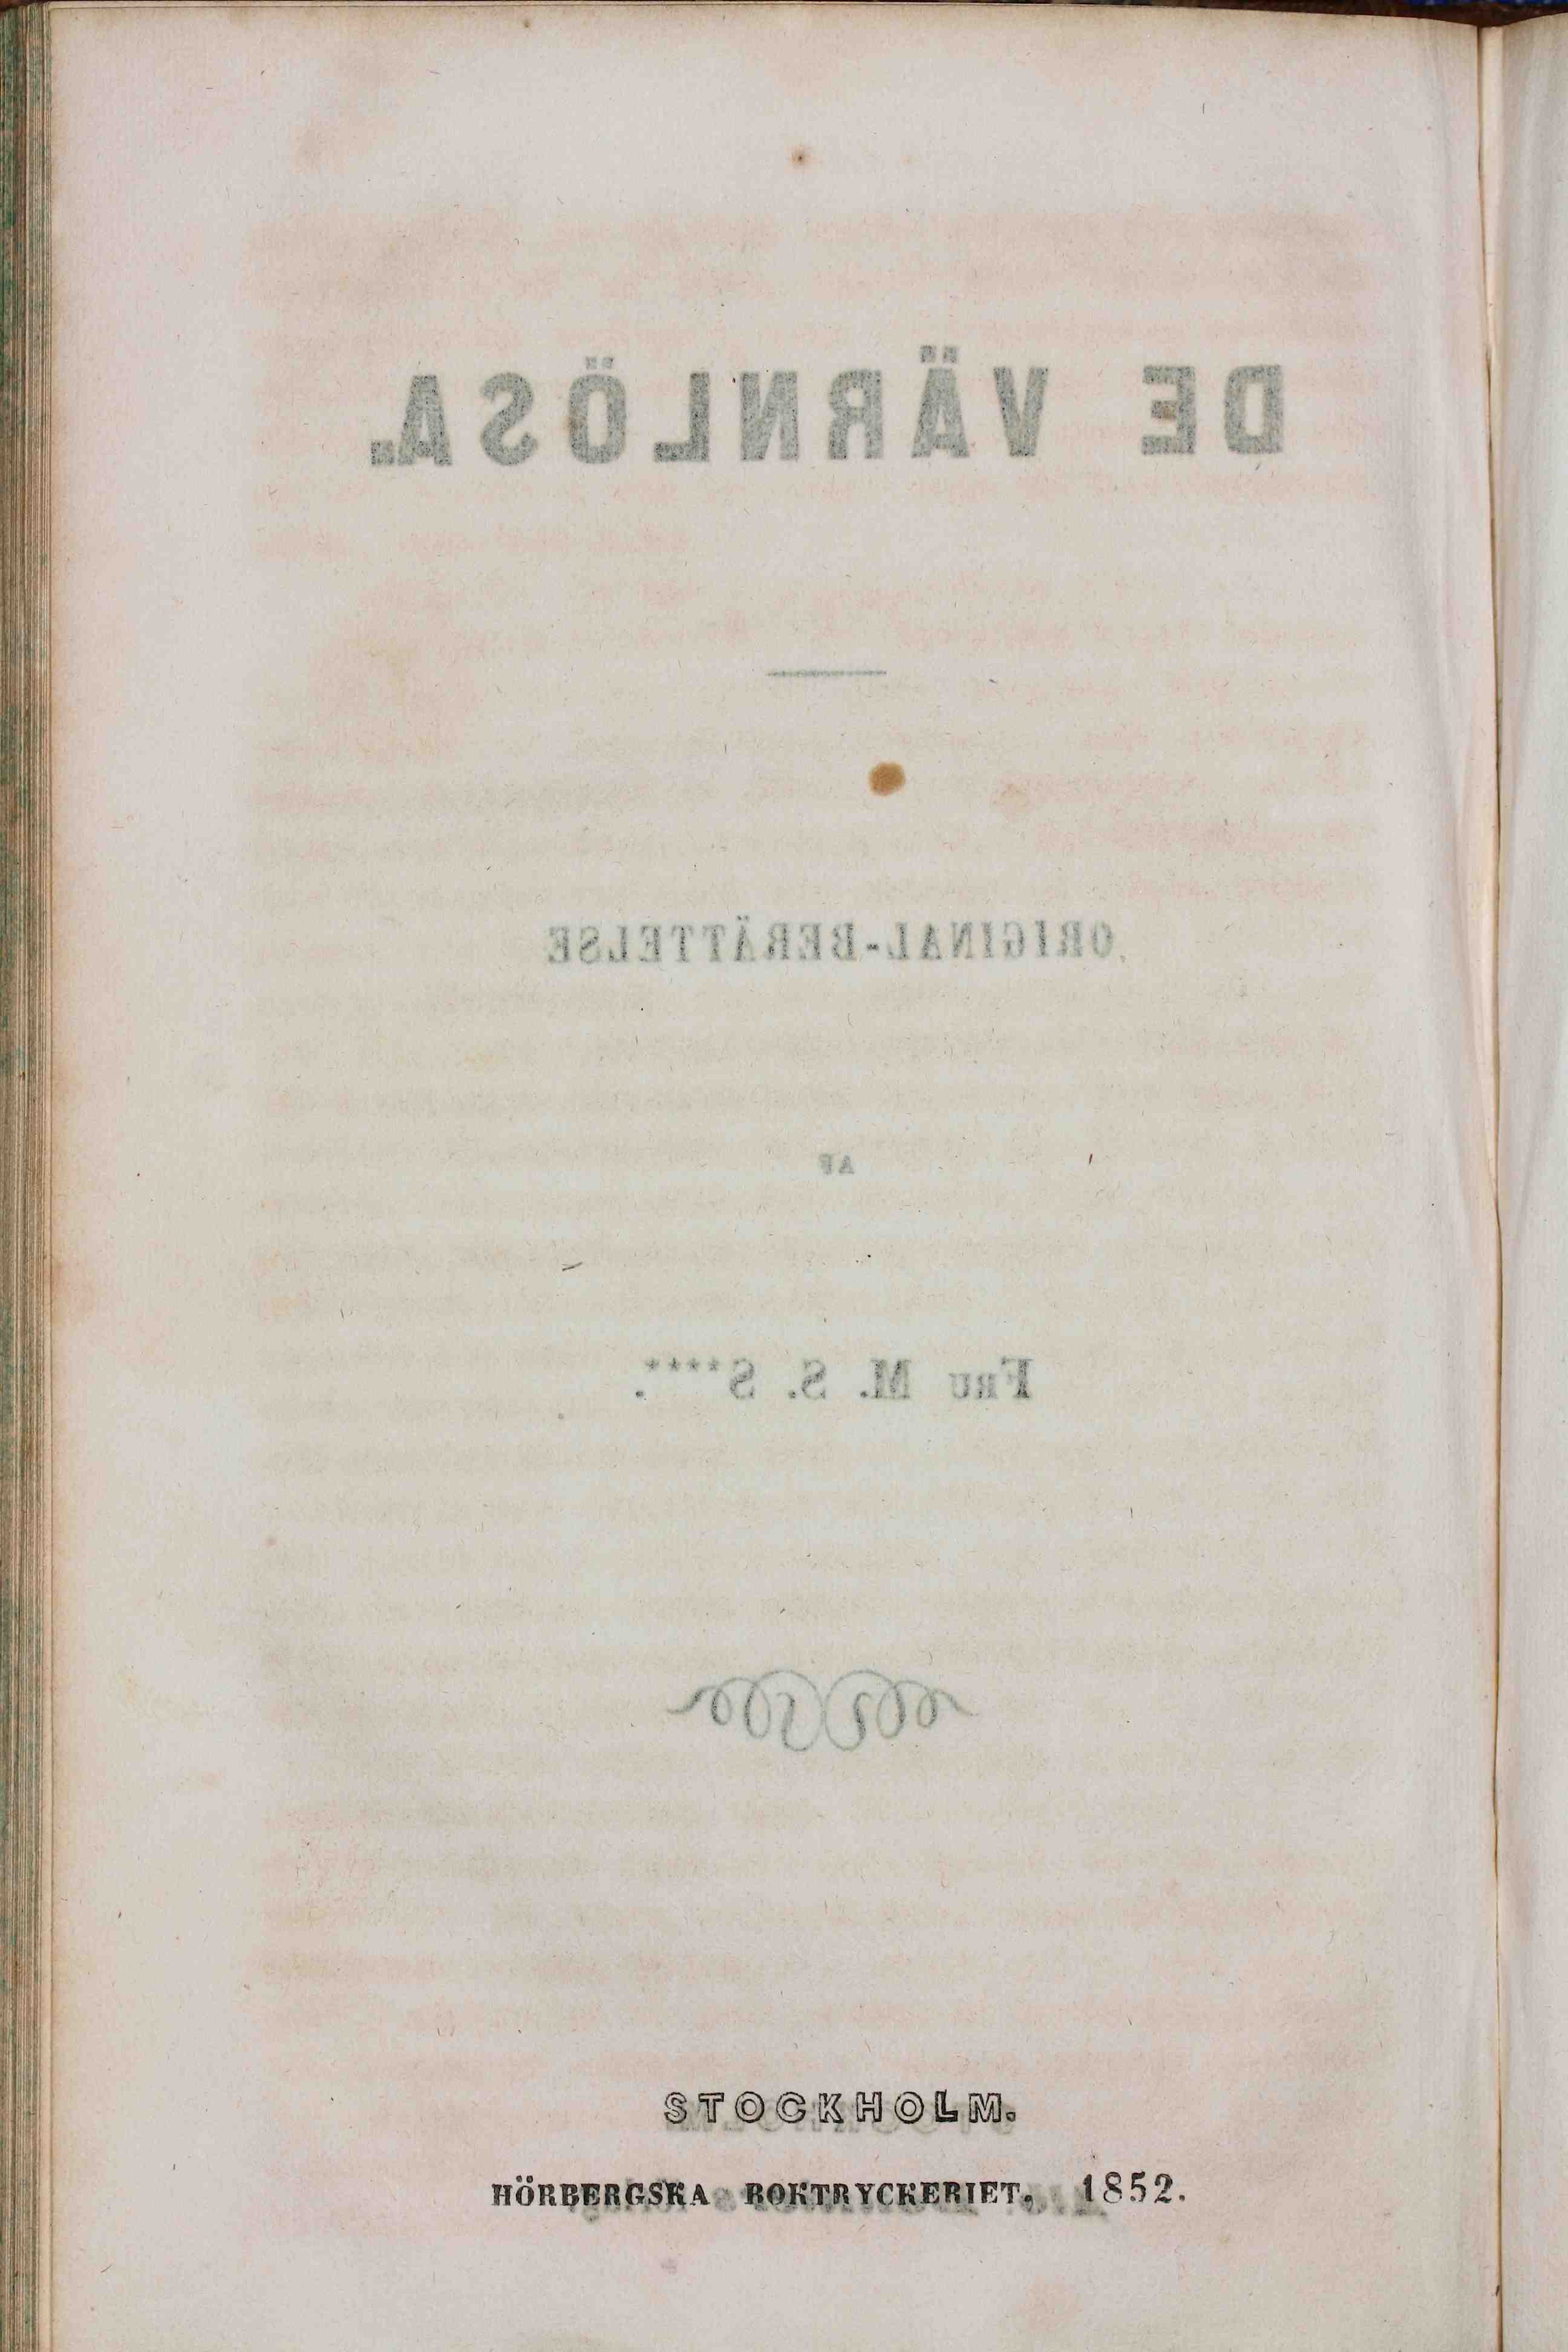 DE VÄRNLÖSA.
ORIGINAL-BERÄTTELSE
AF
FRU M. S. S****.
STOCKHOLM.
HÖRBERGSKA BOKTRYCKERIET, 1852.